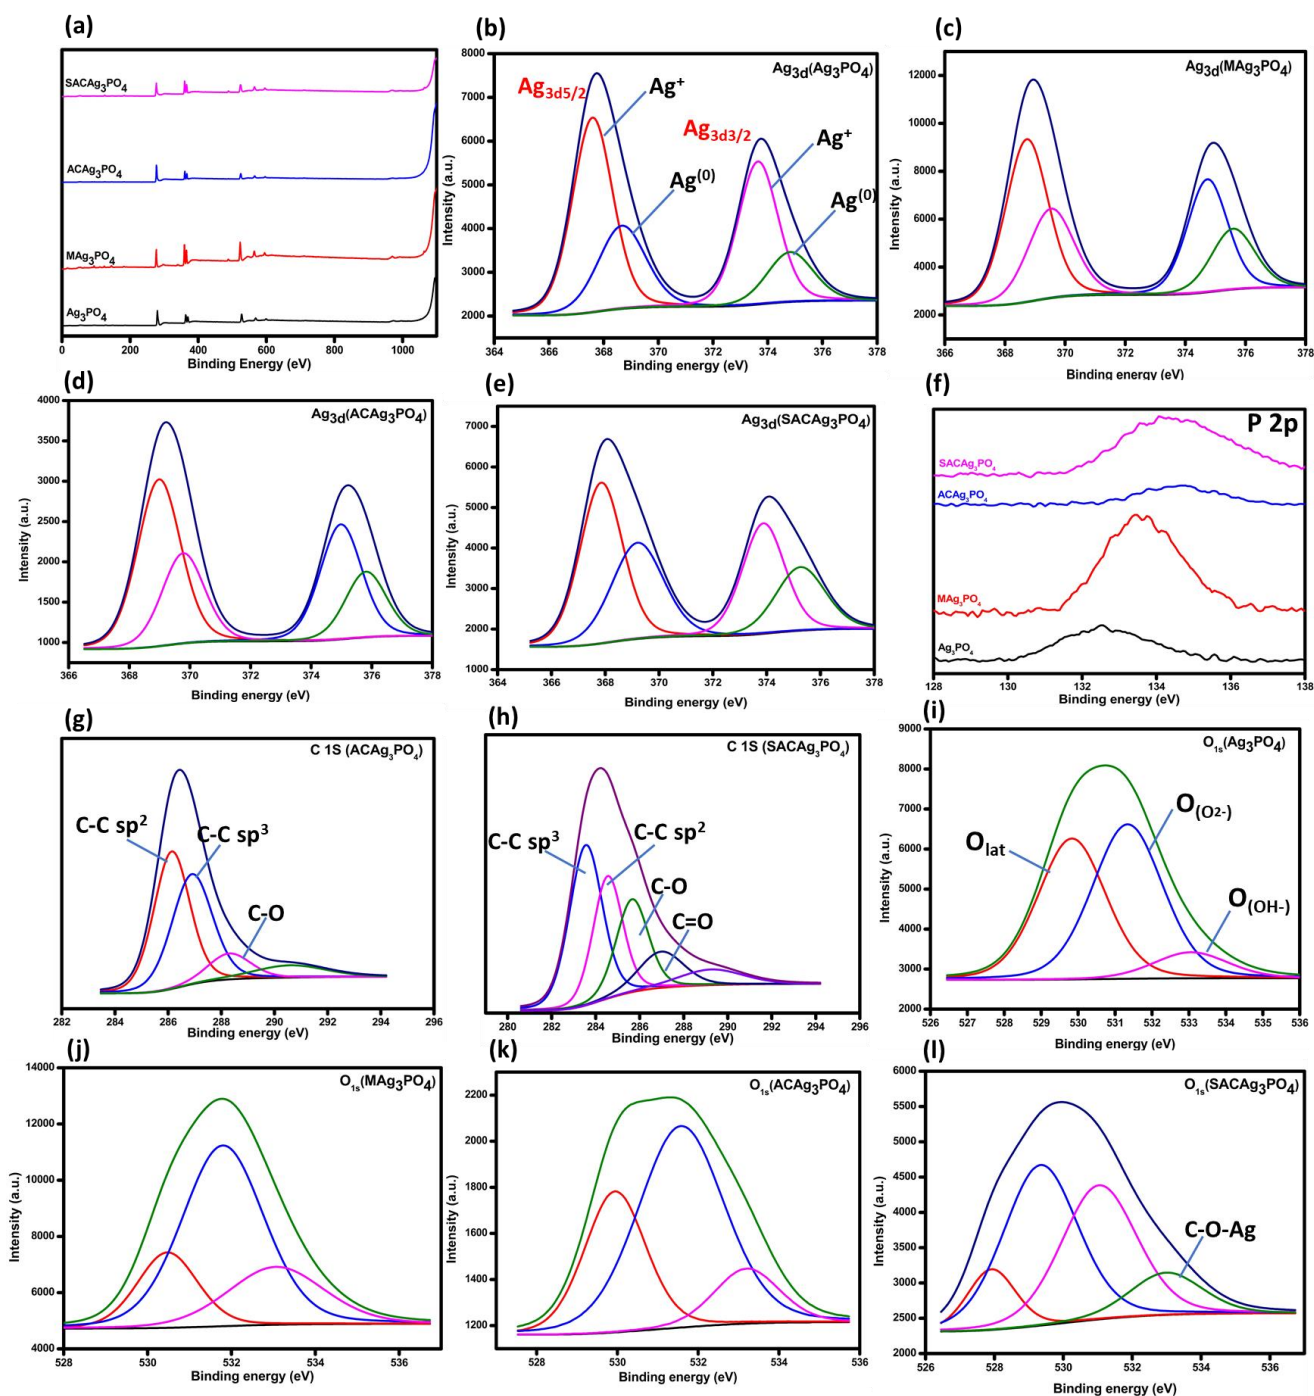 (a)
SACAg3PO4
ACAg3PO4
MAg3PO4
Ag3PO4
0 200 400 600 800 1000
Binding Energy (eV)
(b)
Ag3d(Ag3PO4)
8000
7000
6000
5000
4000
3000
2000
Intensity (a.u.)
Ag3d5/2
Ag+
Ag(0)
Ag3d3/2
Ag+
Ag(0)
364 366 368 370 372 374 376 378
Binding energy (eV)
(c)
Ag3d(MAg3PO4)
12000
10000
8000
6000
4000
2000
Intensity (a.u.)
366 368 370 372 374 376 378
Binding energy (eV)
(d)
Ag3d(ACAg3PO4)
4000
3500
3000
2500
2000
1500
1000
Intensity (a.u.)
366 368 370 372 374 376 378
Binding energy (eV)
(e)
Ag3d(SACAg3PO4)
7000
6000
5000
4000
3000
2000
1000
Intensity (a.u.)
364 366 368 370 372 374 376 378
Binding energy (eV)
(f)
P 2p
SACAg3PO4
ACAg3PO4
MAg3PO4
Ag3PO4
128 130 132 134 136 138
Binding energy (eV)
(g)
C 1S (ACAg3PO4)
C-C sp2
C-C sp3
C-O
Intensity (a.u.)
282 284 286 288 290 292 294 296
Binding energy (eV)
(h)
C 1S (SACAg3PO4)
C-C sp3
C-C sp2
C-O
C=O
Intensity (a.u.)
280 282 284 286 288 290 292 294 296
Binding energy (eV)
(i)
O1s(Ag3PO4)
9000
8000
7000
6000
5000
4000
3000
2000
Intensity (a.u.)
Olat
O(O2-)
O(OH-)
526 527 528 529 530 531 532 533 534 535 536
Binding energy (eV)
(j)
O1s(MAg3PO4)
14000
12000
10000
8000
6000
4000
Intensity (a.u.)
528 530 532 534 536
Binding energy (eV)
(k)
O1s(ACAg3PO4)
2200
2000
1800
1600
1400
1200
Intensity (a.u.)
528 530 532 534 536
Binding energy (eV)
(l)
O1s(SACAg3PO4)
6000
5500
5000
4500
4000
3500
3000
2500
2000
Intensity (a.u.)
C-O-Ag
526 528 530 532 534 536
Binding energy (eV)